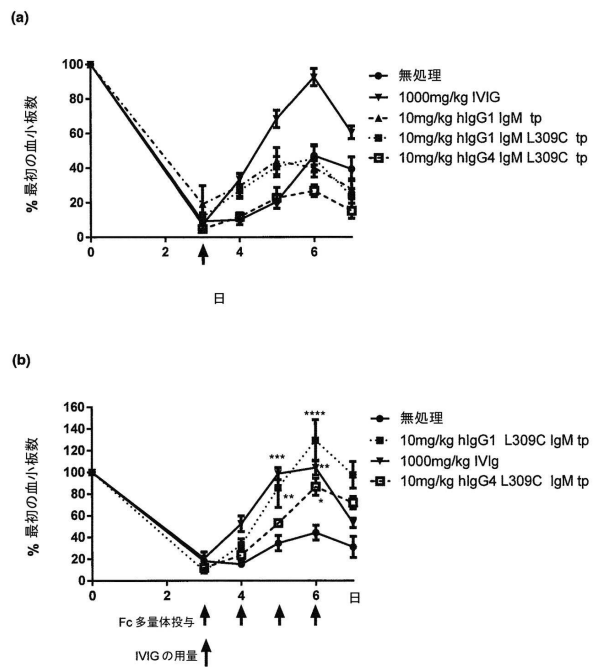 (a)
% 最初の血小板数
100
80
60
40
20
0
0
2
4
6
日
無処理
1000mg/kg IVIG
10mg/kg hIgG1 IgM tp
10mg/kg hIgG1 IgM L309C tp
10mg/kg hIgG4 IgM L309C tp
(b)
% 最初の血小板数
160
140
120
100
80
60
40
20
0
0
2
4
6
日
***
****
**
**
*
無処理
10mg/kg hIgG1 L309C IgM tp
1000mg/kg IVIg
10mg/kg hIgG4 L309C IgM tp
Fc 多量体投与
IVIG の用量